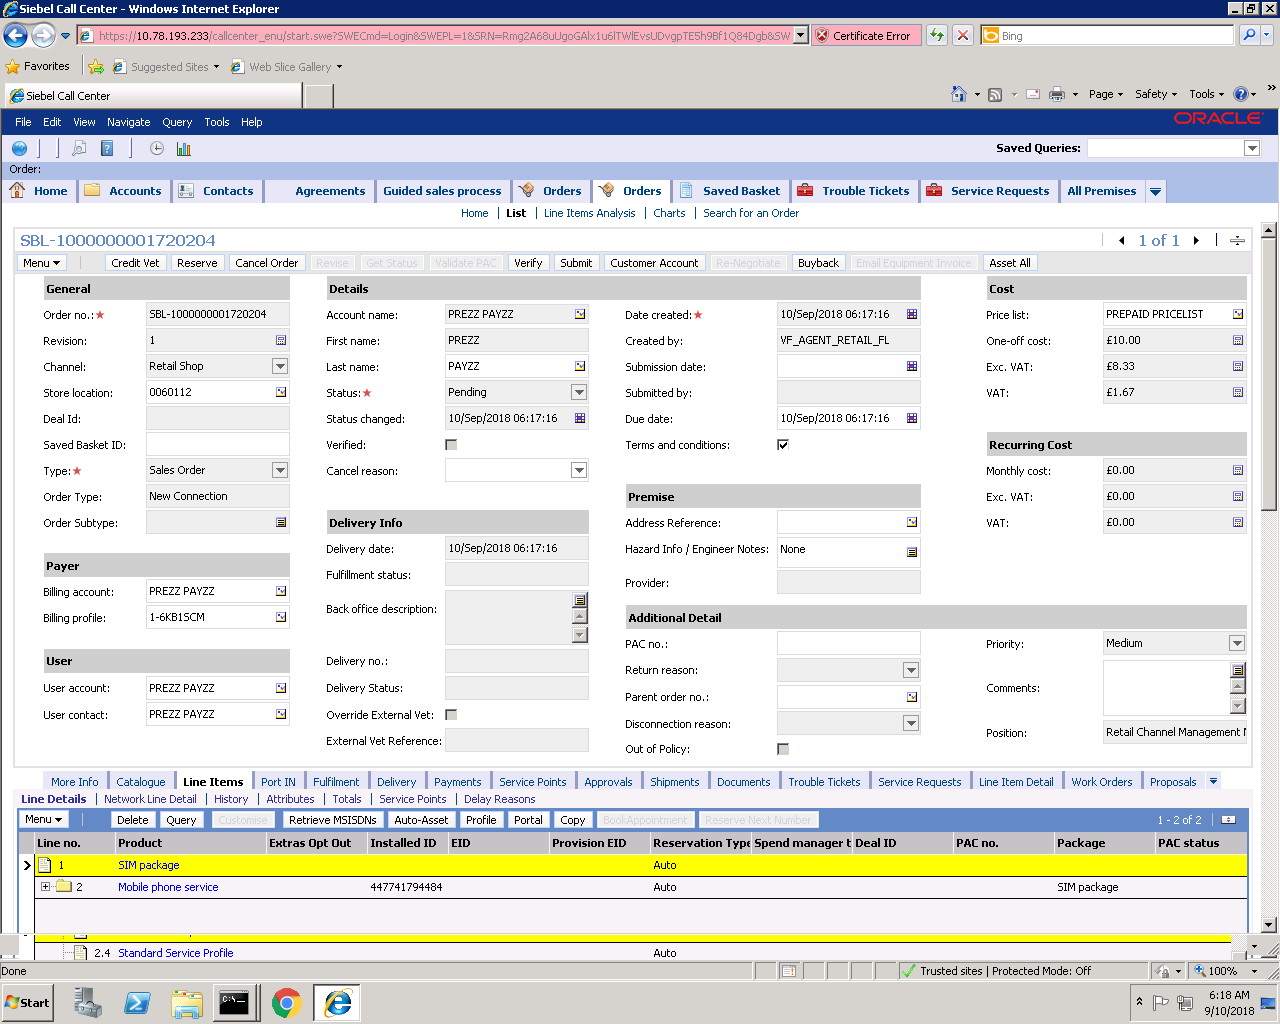 Siebel Call Center - Windows Internet Explorer
https://10.78.193.233/callcenter_enu/start.swe?SWECmd=Login&SWEPL=1&SRN=
Certificate Error
Bing
Favorites
Suggested Sites
Web Slice Gallery
Siebel Call Center
Page
Safety
Tools
»
File Edit View Navigate Query Tools Help
ORACLE
Saved Queries:
Order:
Home
Accounts
Contacts
Agreements
Guided sales process
Orders
Orders
Saved Basket
Trouble Tickets
Service Requests
All Premises
Home | List | Line Items Analysis | Charts | Search for an Order
SBL-1000000001720204
1 of 1
Menu
Credit Vet
Reserve
Cancel Order
Revise
Get Status
Validate PAC
Verify
Submit
Customer Account
Re-Negotiate
Buyback
Email Equipment Invoice
Asset All
General
Order no.:★ SBL-1000000001720204
Revision: 1
Channel: Retail Shop
Store location: 0060112
Deal Id:
Saved Basket ID:
Type:★ Sales Order
Order Type: New Connection
Order Subtype:
Payer
Billing account: PREZZ PAYZZ
Billing profile: 1-6KB1SCM
User
User account: PREZZ PAYZZ
User contact: PREZZ PAYZZ
Details
Account name: PREZZ PAYZZ
First name: PREZZ
Last name: PAYZZ
Status:★ Pending
Status changed: 10/Sep/2018 06:17:16
Verified:
Cancel reason:
Delivery Info
Delivery date: 10/Sep/2018 06:17:16
Fulfillment status:
Back office description:
Delivery no.:
Delivery Status:
Override External Vet:
External Vet Reference:
Date created:★ 10/Sep/2018 06:17:16
Created by: VF_AGENT_RETAIL_FL
Submission date:
Submitted by:
Due date: 10/Sep/2018 06:17:16
Terms and conditions:
Premise
Address Reference:
Hazard Info / Engineer Notes: None
Provider:
Additional Detail
PAC no.:
Return reason:
Parent order no.:
Disconnection reason:
Out of Policy:
Priority: Medium
Comments:
Position: Retail Channel Management
Cost
Price list: PREPAID PRICELIST
One-off cost: £10.00
Exc. VAT: £8.33
VAT: £1.67
Recurring Cost
Monthly cost: £0.00
Exc. VAT: £0.00
VAT: £0.00
More Info
Catalogue
Line Items
Port IN
Fulfilment
Delivery
Payments
Service Points
Approvals
Shipments
Documents
Trouble Tickets
Service Requests
Line Item Detail
Work Orders
Proposals
Line Details | Network Line Detail | History | Attributes | Totals | Service Points | Delay Reasons
Menu
Delete
Query
Customise
Retrieve MSISDNs
Auto-Asset
Profile
Portal
Copy
BookAppointment
Reserve Next Number
1 - 2 of 2
Line no. Product Extras Opt Out Installed ID EID Provision EID Reservation Type Spend manager t Deal ID PAC no. Package PAC status
1 SIM package Auto
2 Mobile phone service 447741794484 Auto SIM package
2.4 Standard Service Profile Auto
Done
Trusted sites | Protected Mode: Off
100%
Start
6:18 AM
9/10/2018